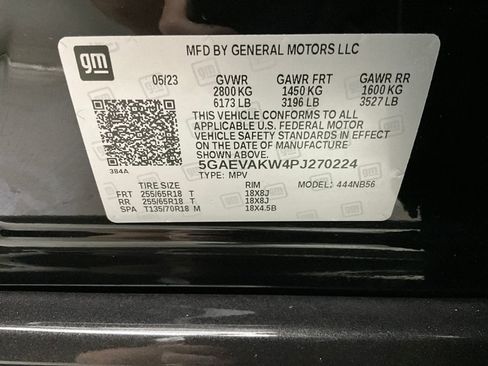 gm
MFD BY GENERAL MOTORS LLC
05/23 GVWR GAWR FRT GAWR RR
2800 KG 1450 KG 1600 KG
6173 LB 3196 LB 3527 LB
THIS VEHICLE CONFORMS TO ALL
APPLICABLE U.S. FEDERAL MOTOR
VEHICLE SAFETY STANDARDS IN EFFECT
ON THE DATE OF MANUFACTURE SHOWN
ABOVE.
384A
5GAEVAKW4PJ270224
TYPE: MPV
TIRE SIZE RIM MODEL: 444NB56
FRT 255/65R18 T 18X8J
RR 255/65R18 T 18X8J
SPA T135/70R18 M 18X4.5B